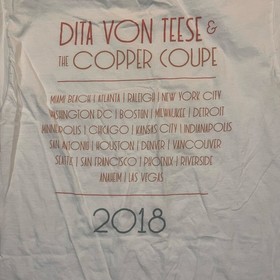 DITA VON TEESE &
THE COPPER COUPE
MIAMI BEACH | ATLANTA | RALEIGH | NEW YORK CITY
WASHINGTON DC | BOSTON | MILWAUKEE | DETROIT
MINNEAPOLIS | CHICAGO | KANSAS CITY | INDIANAPOLIS
SAN ANTONIO | HOUSTON | DENVER | VANCOUVER
SEATTLE | SAN FRANCISCO | PHOENIX | RIVERSIDE
ANAHEIM | LAS VEGAS
2018